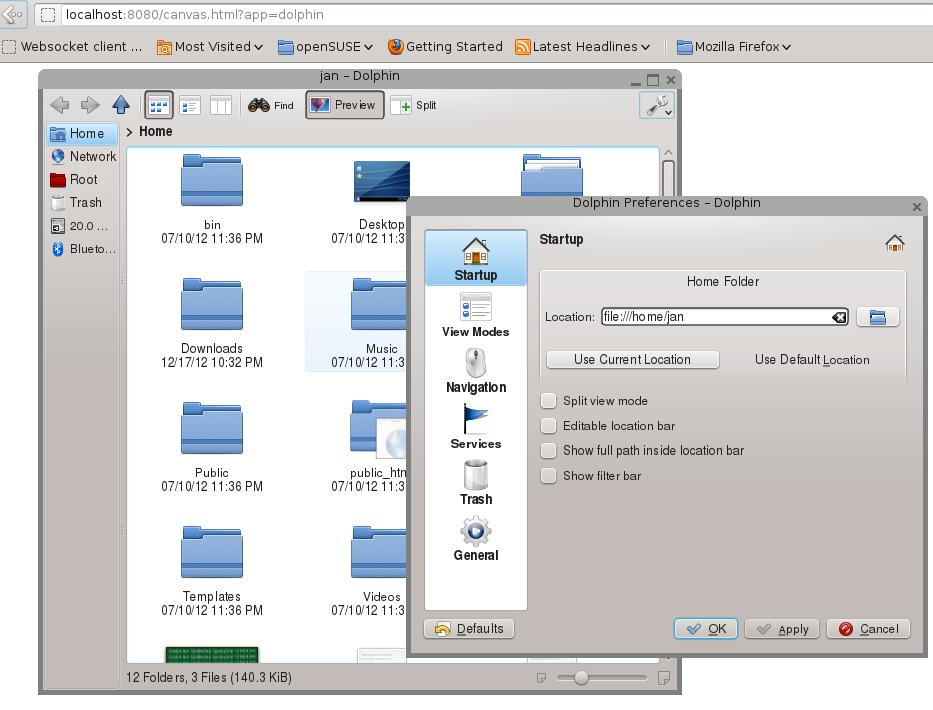 localhost:8080/canvas.html?app=dolphin
Websocket client ... Most Visited openSUSE Getting Started Latest Headlines Mozilla Firefox
jan – Dolphin
Find Preview Split
Home
Network
Root
Trash
20.0 ...
Blueto...
> Home
bin
07/10/12 11:36 PM
Desktop
07/10/12 11:3
Downloads
12/17/12 10:32 PM
Music
07/10/12 11:3
Public
07/10/12 11:36 PM
public_htm
07/10/12 11:3
Templates
07/10/12 11:36 PM
Videos
07/10/12 11:3
12 Folders, 3 Files (140.3 KiB)
Dolphin Preferences – Dolphin
Startup
View Modes
Navigation
Services
Trash
General
Startup
Home Folder
Location: file:///home/jan
Use Current Location Use Default Location
Split view mode
Editable location bar
Show full path inside location bar
Show filter bar
Defaults OK Apply Cancel